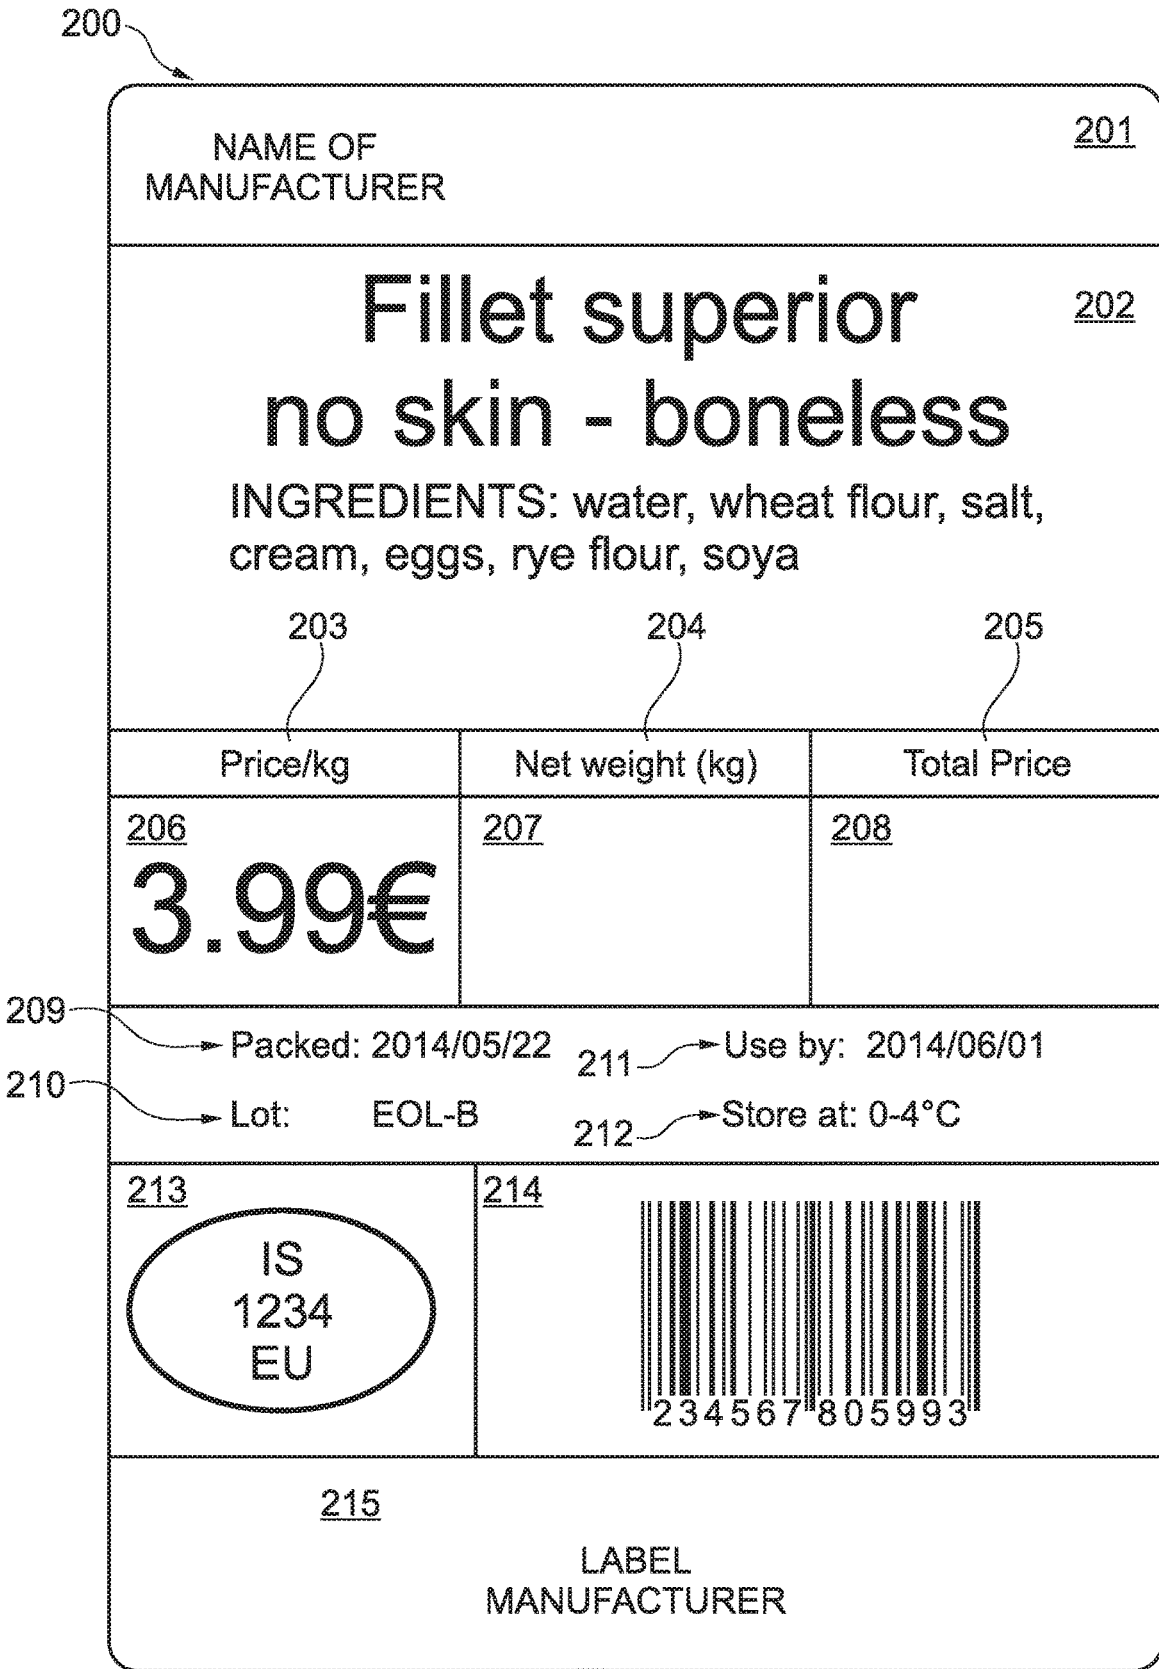 200
NAME OF
MANUFACTURER
201
Fillet superior
202
no skin - boneless
INGREDIENTS: water, wheat flour, salt,
cream, eggs, rye flour, soya
203 204 205
Price/kg Net weight (kg) Total Price
206 207 208
3.99€
209 Packed: 2014/05/22 211 Use by: 2014/06/01
210 Lot: EOL-B 212 Store at: 0-4°C
213 214
IS
1234
EU
234567 805993
215
LABEL
MANUFACTURER